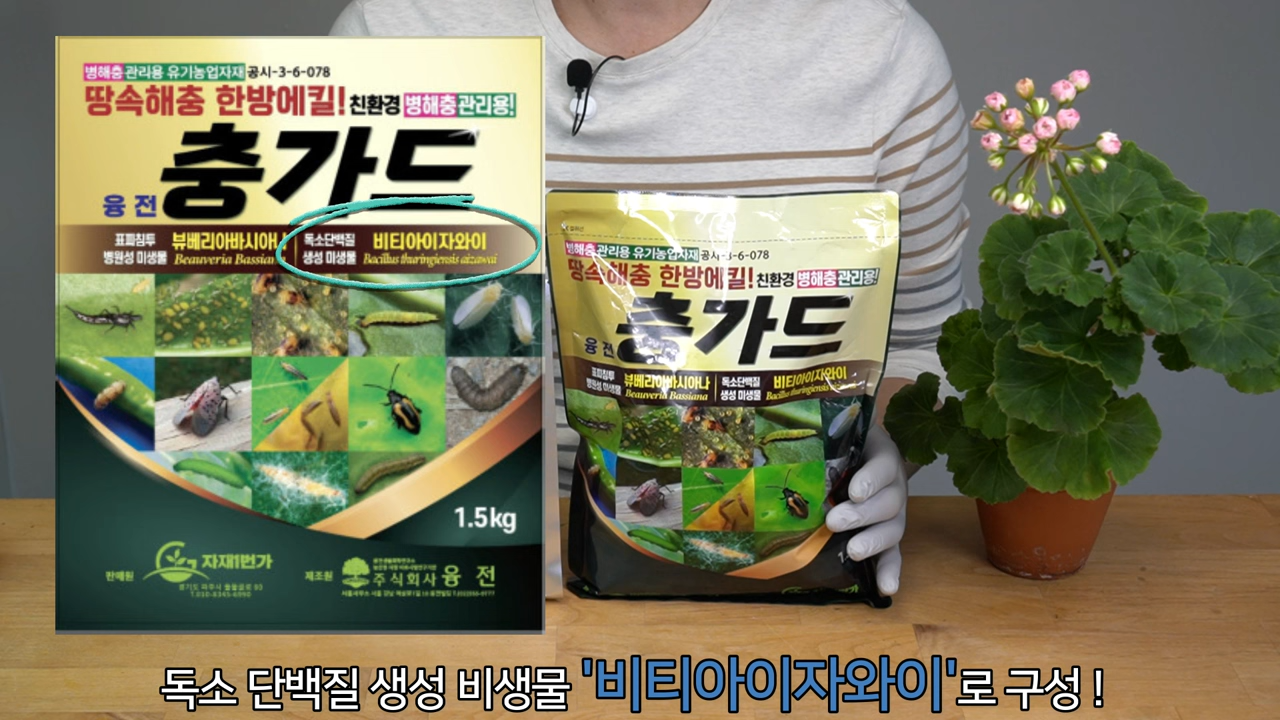 병해충 관리용 유기농업자재 공시-3-6-078
땅속해충 한방에킬! 친환경 병해충관리용!
융전 충가드
표피침투 병원성 미생물 뷰베리아바시아나 Beauveria Bassiana
독소단백질 생성 미생물 비티아이자와이 Bacillus thuringiensis aizawai
1.5kg
판매원 자재1번가
제조원 주식회사 융 전
병해충 관리용 유기농업자재 공시-3-6-078
땅속해충 한방에킬! 친환경 병해충관리용!
융전 충가드
표피침투 병원성 미생물 뷰베리아바시아나 Beauveria Bassiana
독소단백질 생성 미생물 비티아이자와이 Bacillus thuringiensis
독소 단백질 생성 비생물 '비티아이자와이'로 구성 !